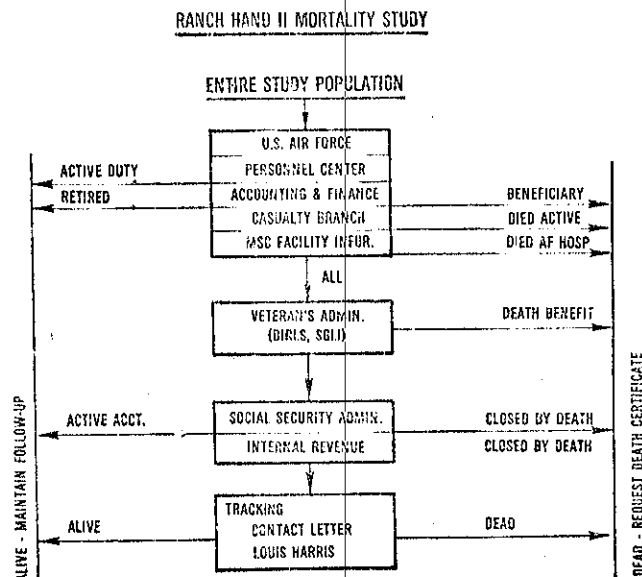 RANCH HAND II MORTALITY STUDY
ENTIRE STUDY POPULATION
U.S. AIR FORCE
PERSONNEL CENTER
ACCOUNTING & FINANCE
CASUALTY BRANCH
MSC FACILITY INFOR.
ACTIVE DUTY
RETIRED
BENEFICIARY
DIED ACTIVE
DIED AF HOSP
ALL
VETERAN'S ADMIN.
(BIRLS, SGLI)
DEATH BENEFIT
ACTIVE ACCT.
SOCIAL SECURITY ADMIN.
INTERNAL REVENUE
CLOSED BY DEATH
CLOSED BY DEATH
TRACKING
CONTACT LETTER
LOUIS HARRIS
ALIVE
DEAD
ALIVE - MAINTAIN FOLLOW-UP
DEAD - REQUEST DEATH CERTIFICATE